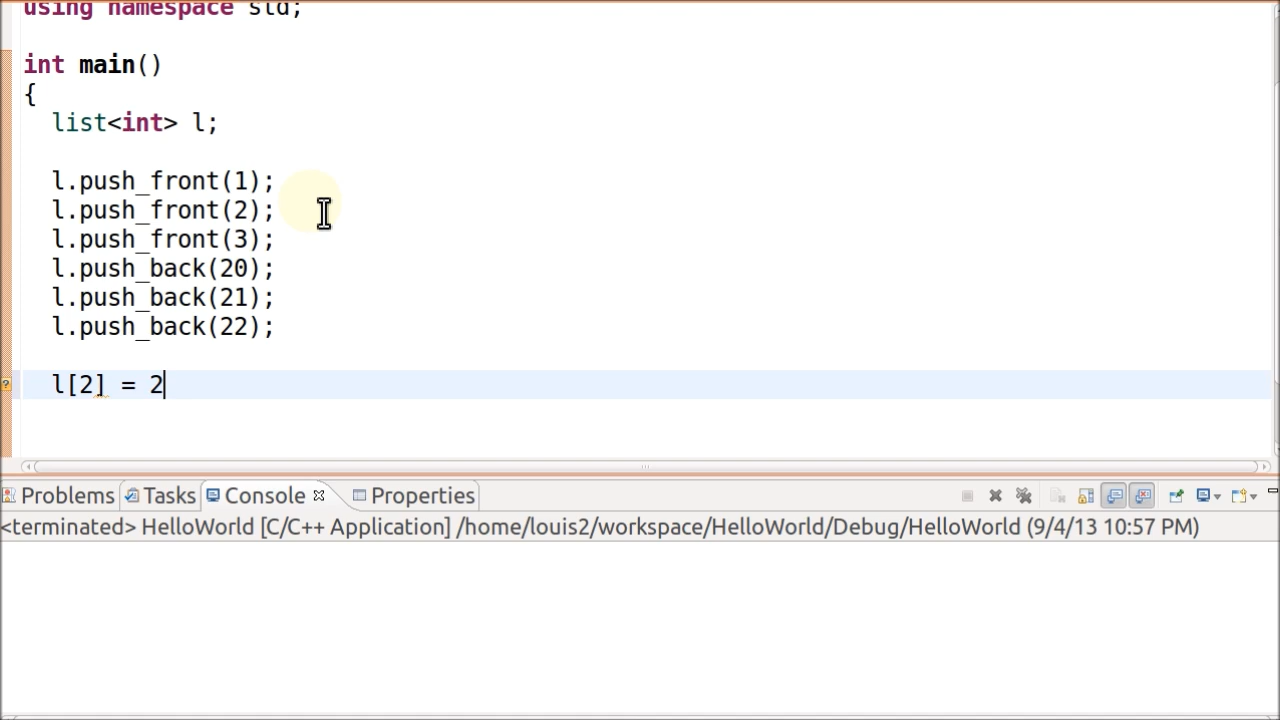 using namespace std;
int main()
{
list<int> l;
l.push_front(1);
l.push_front(2);
l.push_front(3);
l.push_back(20);
l.push_back(21);
l.push_back(22);
l[2] = 2
Problems Tasks Console Properties
<terminated> HelloWorld [C/C++ Application] /home/louis2/workspace/HelloWorld/Debug/HelloWorld (9/4/13 10:57 PM)